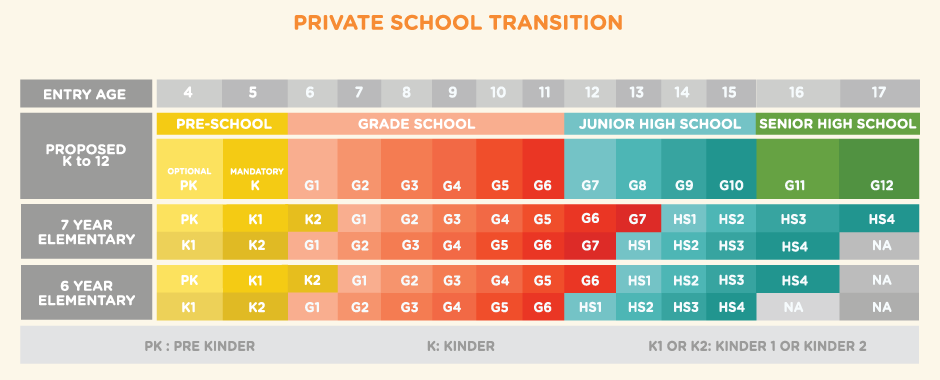 PRIVATE SCHOOL TRANSITION
ENTRY AGE 4 5 6 7 8 9 10 11 12 13 14 15 16 17
PRE-SCHOOL GRADE SCHOOL JUNIOR HIGH SCHOOL SENIOR HIGH SCHOOL
PROPOSED
K to 12
OPTIONAL MANDATORY
PK K G1 G2 G3 G4 G5 G6 G7 G8 G9 G10 G11 G12
7 YEAR
ELEMENTARY
PK K1 K2 G1 G2 G3 G4 G5 G6 G7 HS1 HS2 HS3 HS4
K1 K2 G1 G2 G3 G4 G5 G6 G7 HS1 HS2 HS3 HS4 NA
6 YEAR
ELEMENTARY
PK K1 K2 G1 G2 G3 G4 G5 G6 HS1 HS2 HS3 HS4 NA
K1 K2 G1 G2 G3 G4 G5 G6 HS1 HS2 HS3 HS4 NA NA
PK : PRE KINDER K: KINDER K1 OR K2: KINDER 1 OR KINDER 2